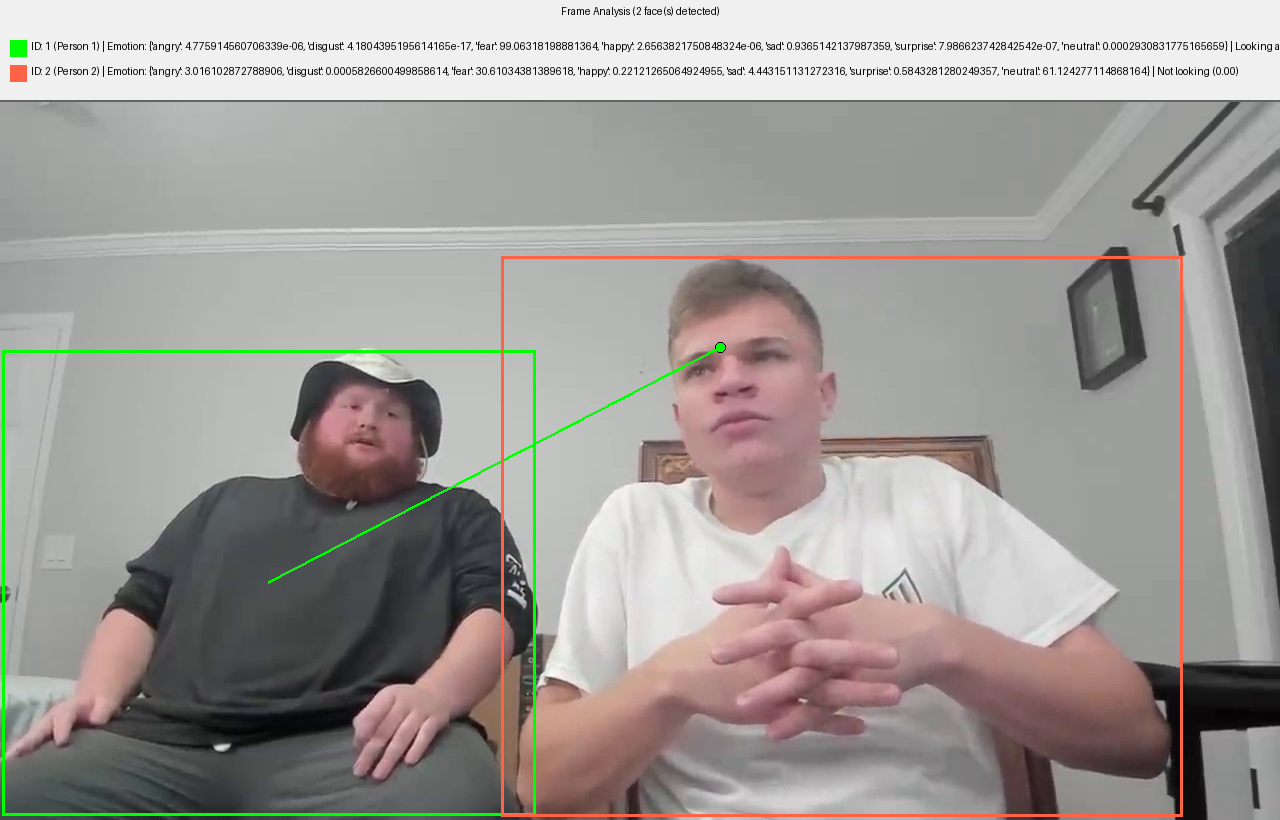 Frame Analysis (2 face(s) detected)
ID: 1 (Person 1) | Emotion: {'angry': 4.775914560706339e-06, 'disgust': 4.1804395195614165e-17, 'fear': 99.06318198881364, 'happy': 2.6563821750848324e-06, 'sad': 0.9365142137987359, 'surprise': 7.986623742842542e-07, 'neutral': 0.0002930831775165659} | Looking a
ID: 2 (Person 2) | Emotion: {'angry': 3.016102872788906, 'disgust': 0.0005826600499858614, 'fear': 30.61034381389618, 'happy': 0.22121265064924955, 'sad': 4.443151131272316, 'surprise': 0.5843281280249357, 'neutral': 61.124277114868164} | Not looking (0.00)